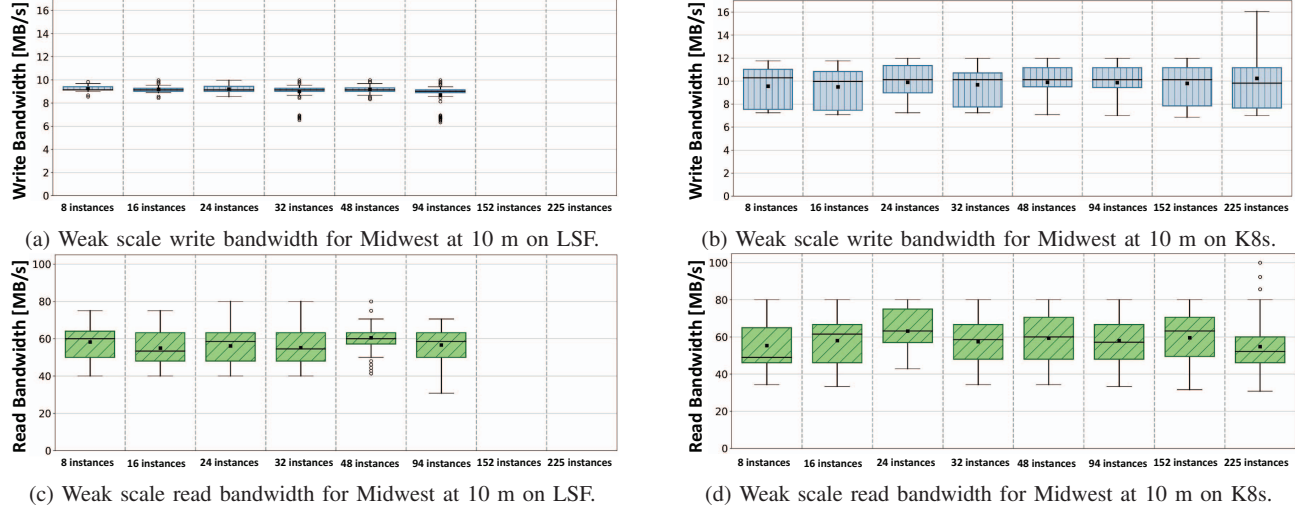 Write Bandwidth [MB/s]
16
14
12
10
8
6
4
2
0
8 instances 16 instances 24 instances 32 instances 48 instances 94 instances 152 instances 225 instances
(a) Weak scale write bandwidth for Midwest at 10 m on LSF.
Write Bandwidth [MB/s]
16
14
12
10
8
6
4
2
0
8 instances 16 instances 24 instances 32 instances 48 instances 94 instances 152 instances 225 instances
(b) Weak scale write bandwidth for Midwest at 10 m on K8s.
Read Bandwidth [MB/s]
100
80
60
40
20
0
8 instances 16 instances 24 instances 32 instances 48 instances 94 instances 152 instances 225 instances
(c) Weak scale read bandwidth for Midwest at 10 m on LSF.
Read Bandwidth [MB/s]
100
80
60
40
20
0
8 instances 16 instances 24 instances 32 instances 48 instances 94 instances 152 instances 225 instances
(d) Weak scale read bandwidth for Midwest at 10 m on K8s.